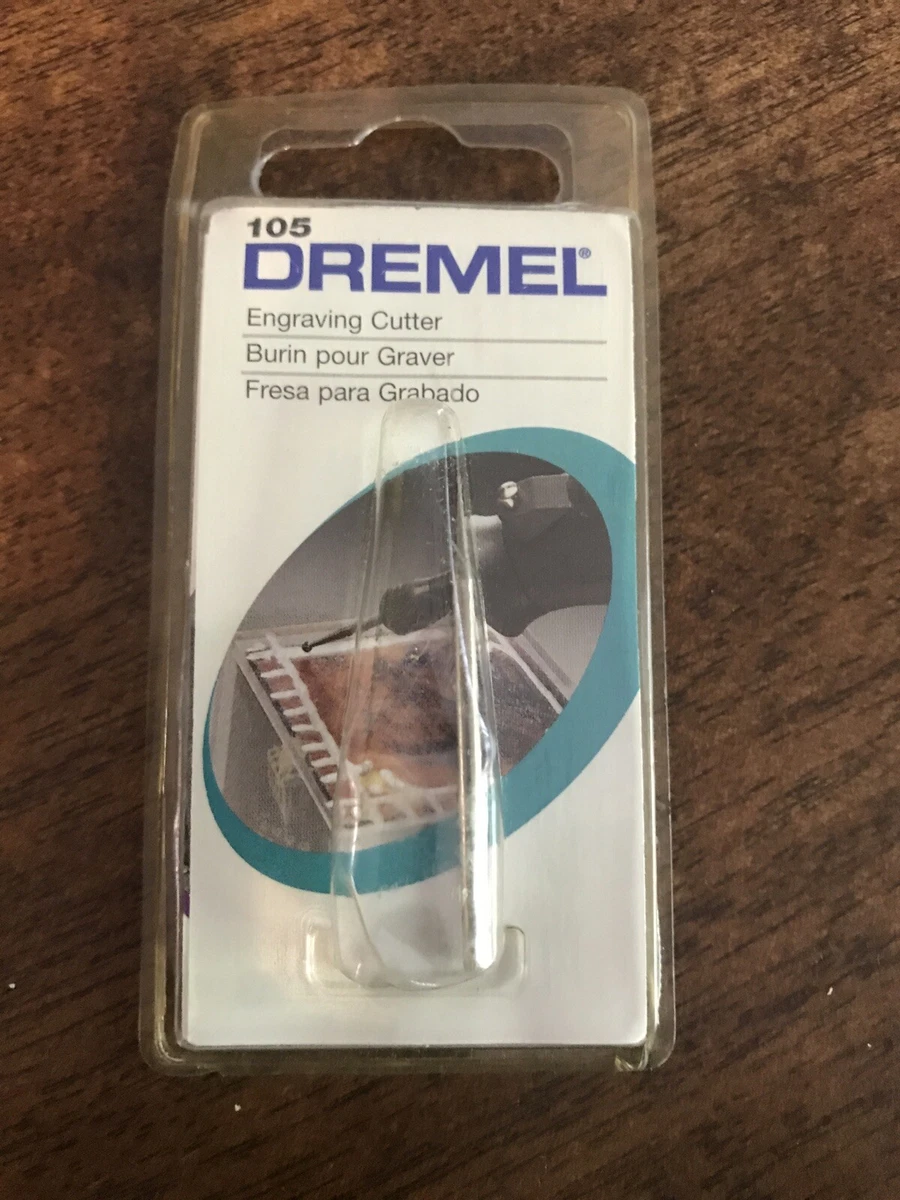 105
DREMEL®
Engraving Cutter
Burin pour Graver
Fresa para Grabado